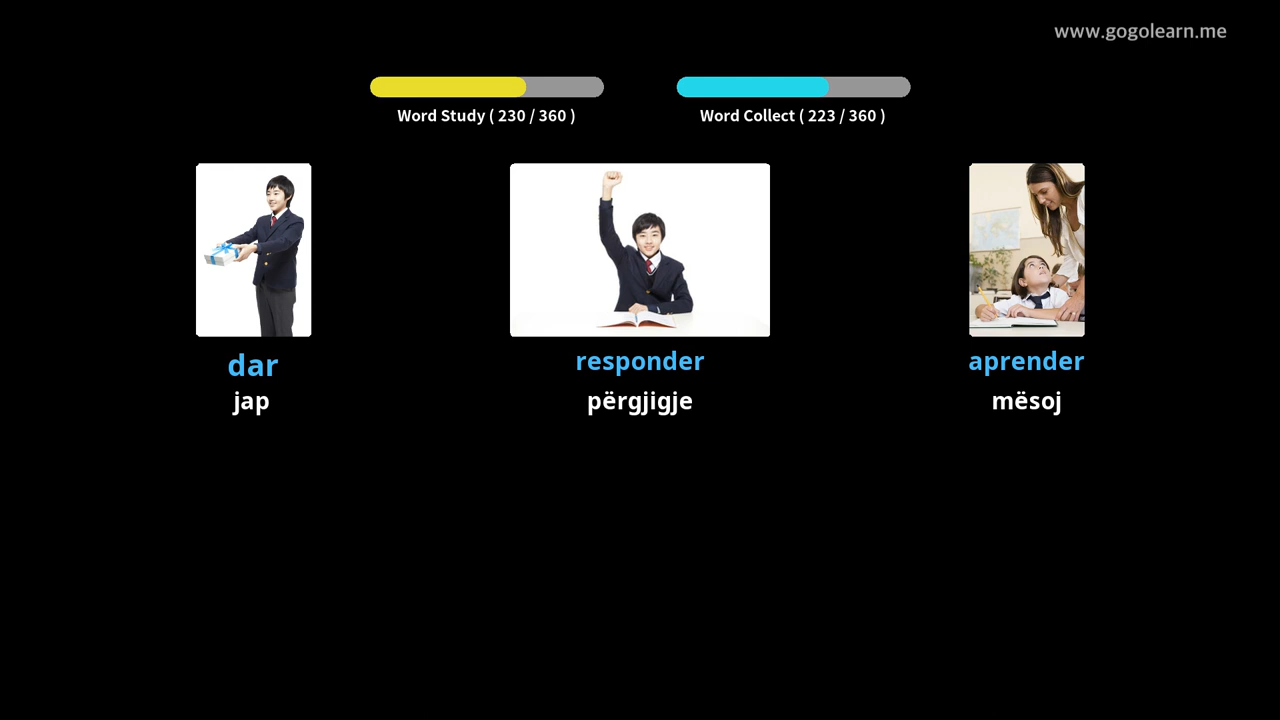 www.gogolearn.me
Word Study ( 230 / 360 )
Word Collect ( 223 / 360 )
dar
jap
responder
përgjigje
aprender
mësoj